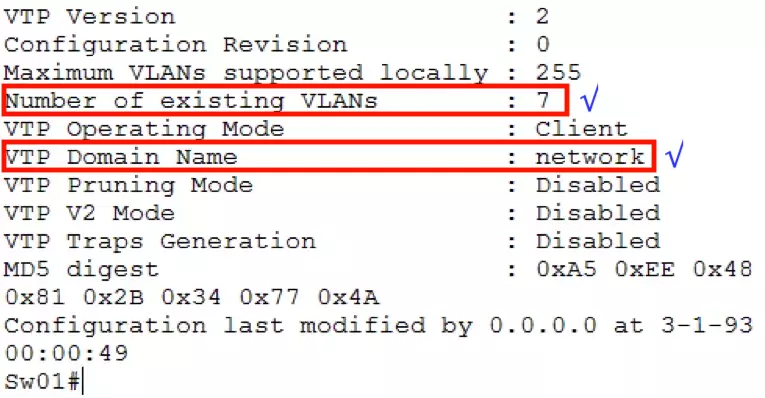 VTP Version : 2
Configuration Revision : 0
Maximum VLANs supported locally : 255
Number of existing VLANs : 7 √
VTP Operating Mode : Client
VTP Domain Name : network √
VTP Pruning Mode : Disabled
VTP V2 Mode : Disabled
VTP Traps Generation : Disabled
MD5 digest : 0xA5 0xEE 0x48
0x81 0x2B 0x34 0x77 0x4A
Configuration last modified by 0.0.0.0 at 3-1-93
00:00:49
Sw01#